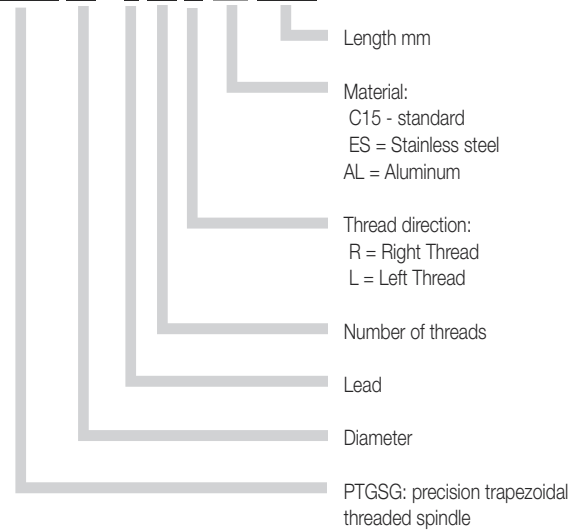 Length mm
Material:
C15 - standard
ES = Stainless steel
AL = Aluminum
Thread direction:
R = Right Thread
L = Left Thread
Number of threads
Lead
Diameter
PTGSG: precision trapezoidal
threaded spindle